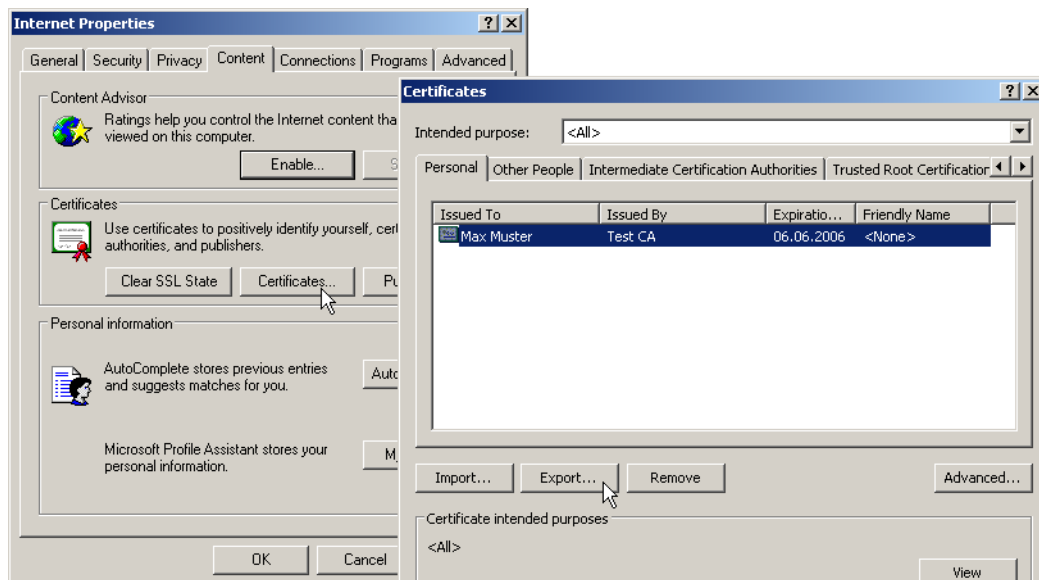 Internet Properties
General Security Privacy Content Connections Programs Advanced
Content Advisor
Ratings help you control the Internet content tha
viewed on this computer.
Enable... S
Certificates
Use certificates to positively identify yourself, cert
authorities, and publishers.
Clear SSL State Certificates... Pu
Personal information
AutoComplete stores previous entries
and suggests matches for you.
Auto
Microsoft Profile Assistant stores your
personal information.
M
OK Cancel
Certificates
Intended purpose: <All>
Personal Other People Intermediate Certification Authorities Trusted Root Certification
Issued To Issued By Expiratio... Friendly Name
Max Muster Test CA 06.06.2006 <None>
Import... Export... Remove Advanced...
Certificate intended purposes
<All>
View